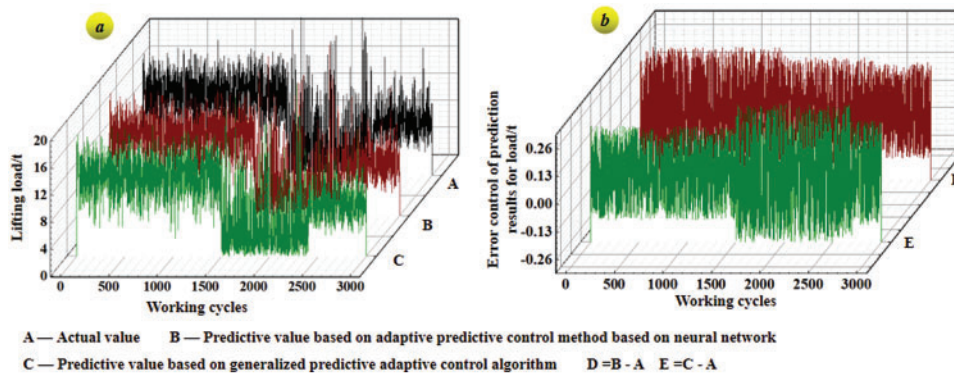 a
b
20
16
12
8
4
0
Lifting load/t
0 500 1000 1500 2000 2500 3000
Working cycles
A
B
C
0.26
0.13
0.00
-0.13
-0.26
Error control of prediction
results for load/t
0 500 1000 1500 2000 2500 3000
Working cycles
E
A — Actual value B — Predictive value based on adaptive predictive control method based on neural network
C — Predictive value based on generalized predictive adaptive control algorithm D =B - A E =C - A